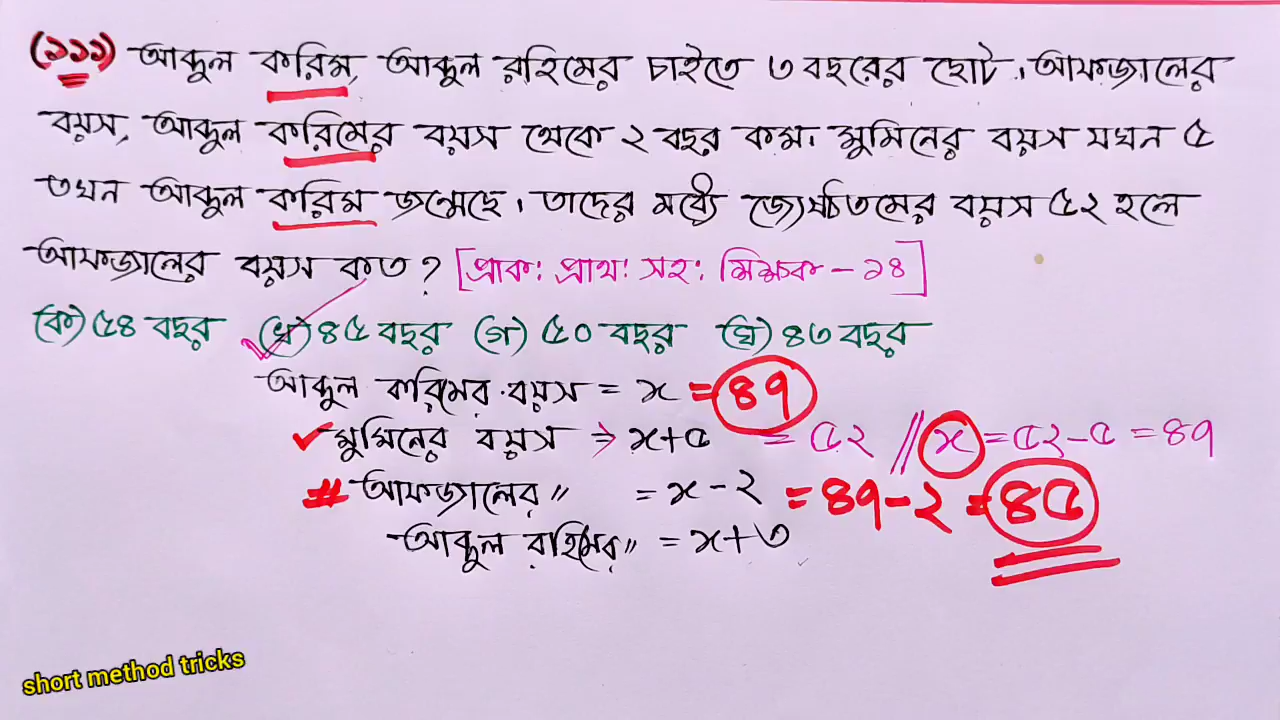 (১১১) আব্দুল করিম, আব্দুল রহিমের চাইতে ৩ বছরের ছোট। আফজালের
বয়স, আব্দুল করিমের বয়স থেকে ২ বছর কম। মুমিনের বয়স যখন ৫
তখন আব্দুল করিম জন্মেছে। তাদের মধ্যে জ্যেষ্ঠতমের বয়স ৫২ হলে
আফজালের বয়স কত? [প্রাক: প্রাথ: সহ: শিক্ষক - ১৪]
(ক) ৫৪ বছর (খ) ৪৫ বছর (গ) ৫০ বছর (ঘ) ৪৩ বছর
আব্দুল করিমের বয়স = x = ৪৭
মুমিনের বয়স ⇒ x+৫ = ৫২ // x = ৫২-৫ = ৪৭
# আফজালের " = x - ২ = ৪৭ - ২ = ৪৫
আব্দুল রহিমের " = x+৩
short method tricks